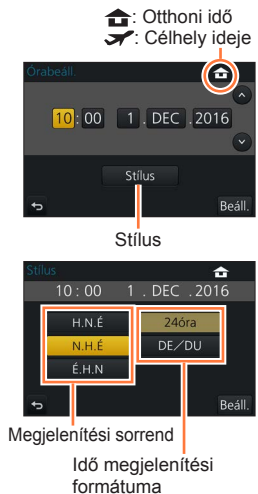 : Otthoni idő
: Célhely ideje
Órabeáll.
10 : 00 1 . DEC . 2016
Stílus
Beáll.
Stílus
Stílus
10 : 00 1 . DEC . 2016
H.N.É 24óra
N.H.É DE/DU
É.H.N
Beáll.
Megjelenítési sorrend
Idő megjelenítési
formátuma